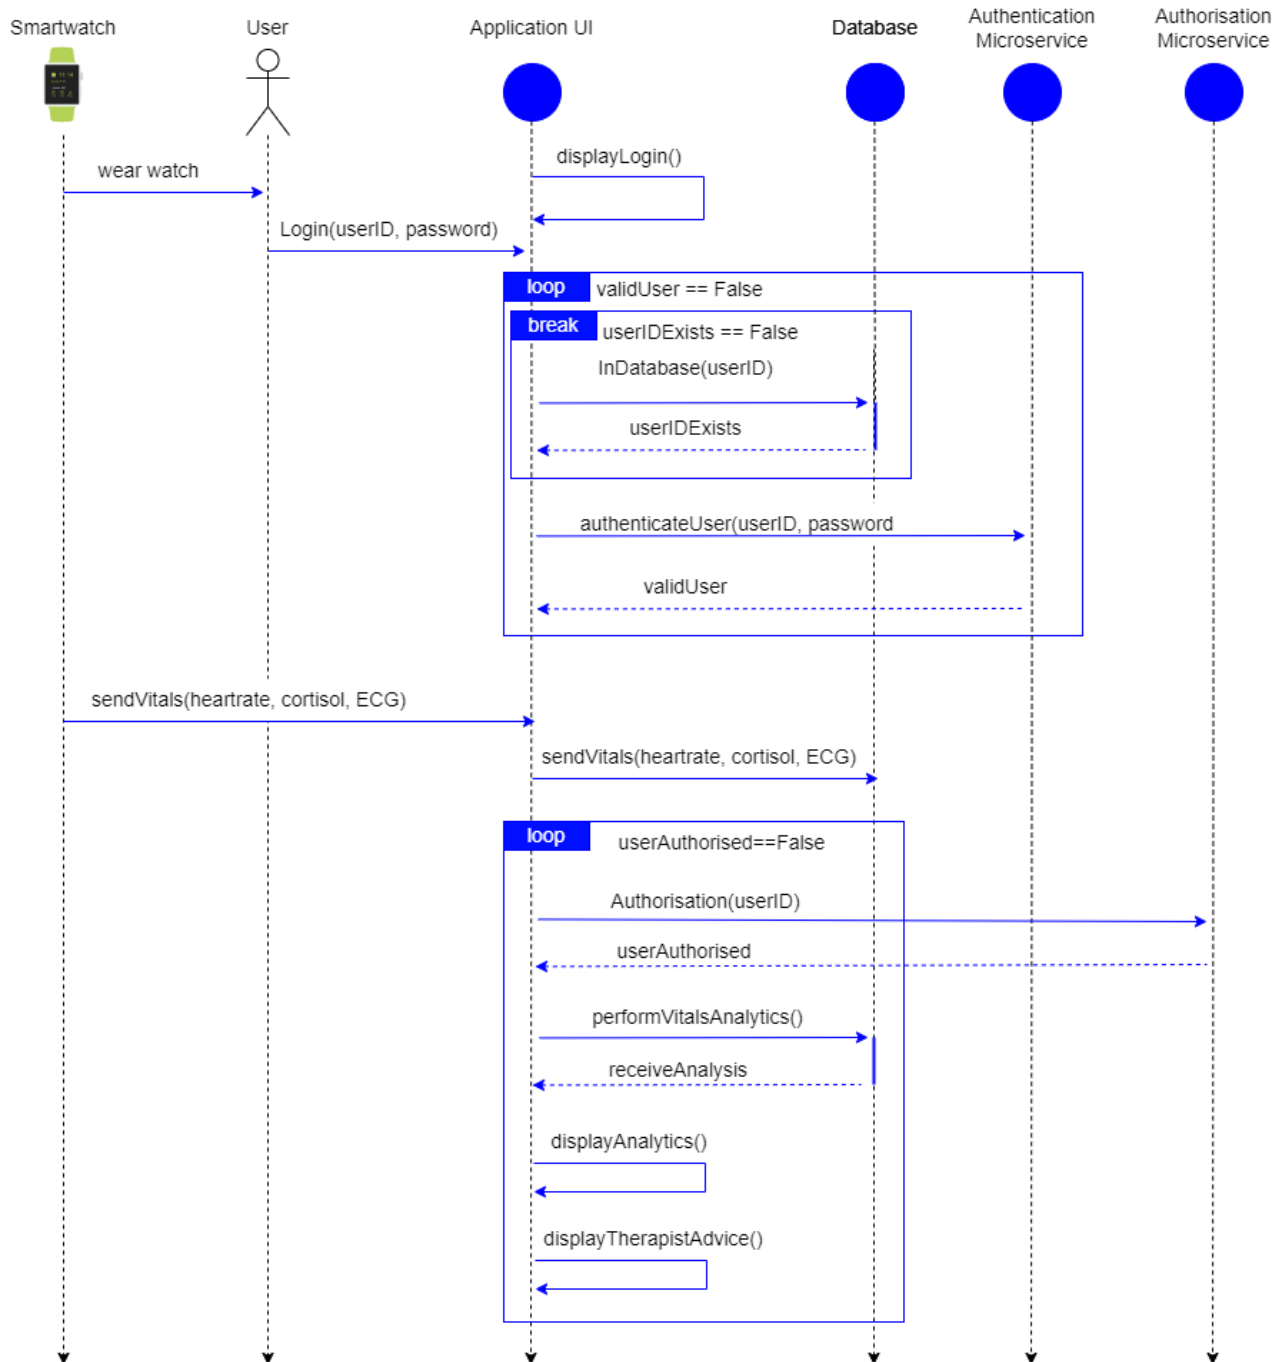 Smartwatch
User
Application UI
Database
Authentication
Microservice
Authorisation
Microservice
wear watch
displayLogin()
Login(userID, password)
loop
validUser == False
break
userIDExists == False
InDatabase(userID)
userIDExists
authenticateUser(userID, password
validUser
sendVitals(heartrate, cortisol, ECG)
sendVitals(heartrate, cortisol, ECG)
loop
userAuthorised==False
Authorisation(userID)
userAuthorised
performVitalsAnalytics()
receiveAnalysis
displayAnalytics()
displayTherapistAdvice()